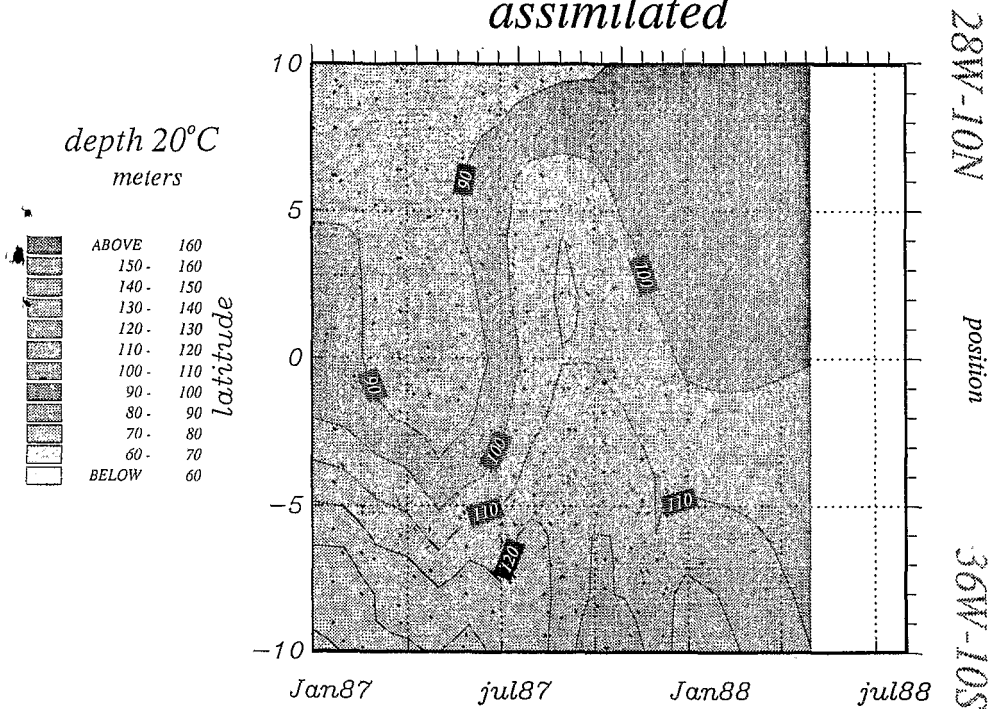 assimilated
depth 20°C
meters
ABOVE 160
150 - 160
140 - 150
130 - 140
120 - 130
110 - 120
100 - 110
90 - 100
80 - 90
70 - 80
60 - 70
BELOW 60
latitude
10
5
0
-5
-10
90
100
90
100
110
110
120
Jan87
jul87
Jan88
jul88
28W-10N
position
36W-10S